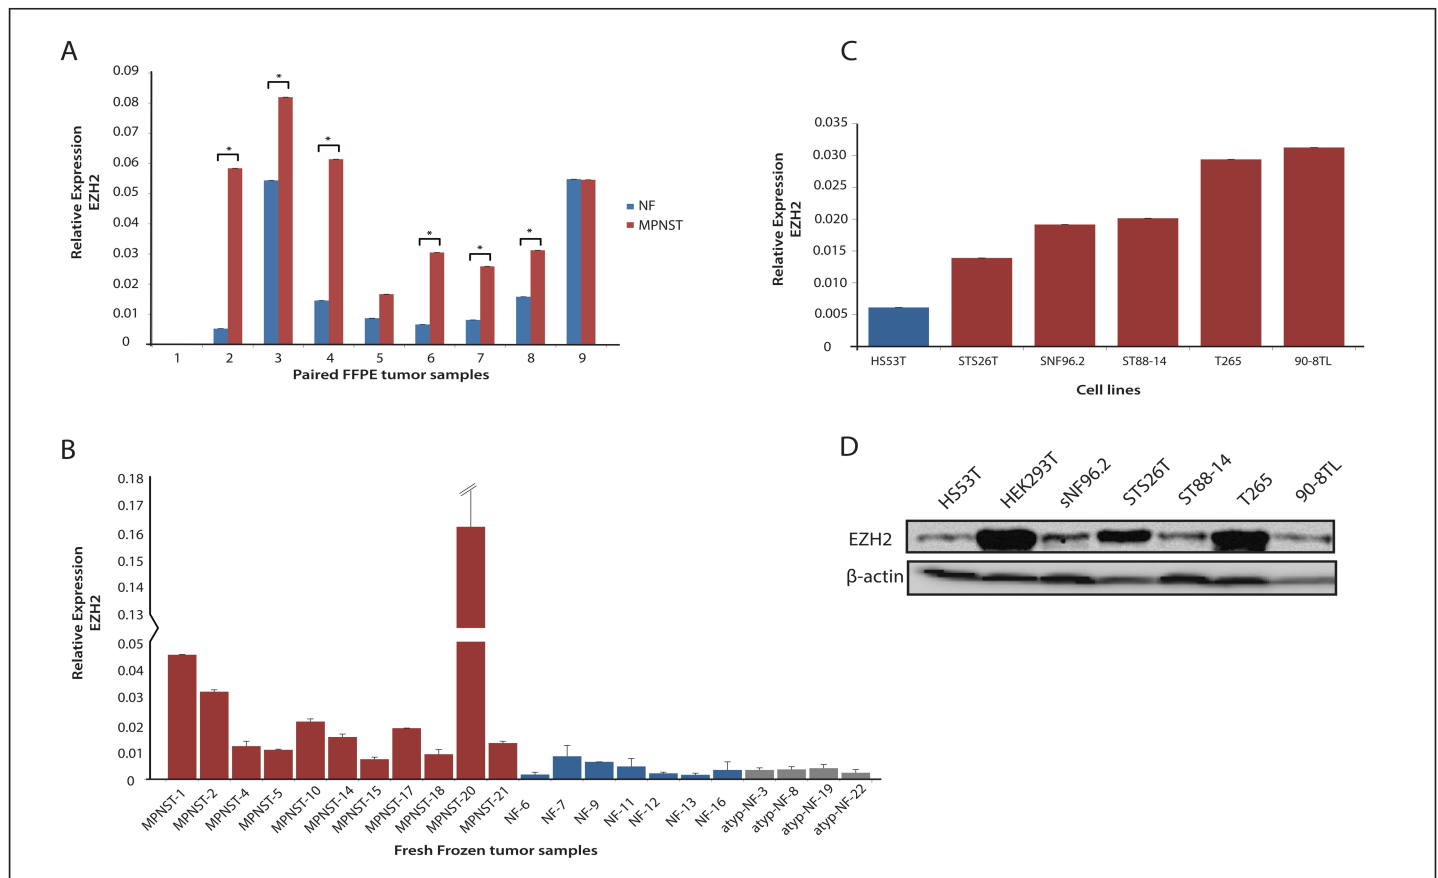 A
Relative Expression
EZH2
0.09
0.08
0.07
0.06
0.05
0.04
0.03
0.02
0.01
0
* * * * * *
1 2 3 4 5 6 7 8 9
Paired FFPE tumor samples
NF
MPNST
B
Relative Expression
EZH2
0.18
0.17
0.16
0.15
0.14
0.13
0.05
0.04
0.03
0.02
0.01
0
MPNST-1 MPNST-2 MPNST-4 MPNST-5 MPNST-10 MPNST-14 MPNST-15 MPNST-17 MPNST-18 MPNST-20 MPNST-21 NF-6 NF-7 NF-9 NF-11 NF-12 NF-13 NF-16 atyp-NF-3 atyp-NF-8 atyp-NF-19 atyp-NF-22
Fresh Frozen tumor samples
C
Relative Expression
EZH2
0.035
0.030
0.025
0.020
0.015
0.010
0.005
0
HS53T STS26T SNF96.2 ST88-14 T265 90-8TL
Cell lines
D
HS53T HEK293T sNF96.2 STS26T ST88-14 T265 90-8TL
EZH2
β-actin